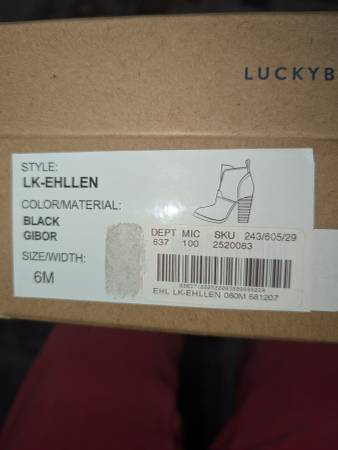 LUCKYB
STYLE:
LK-EHLLEN
COLOR/MATERIAL:
BLACK
GIBOR
SIZE/WIDTH:
6M
DEPT MIC SKU 243/605/29
637 100 2520083
EHL LK-EHLLEN 060M 681207